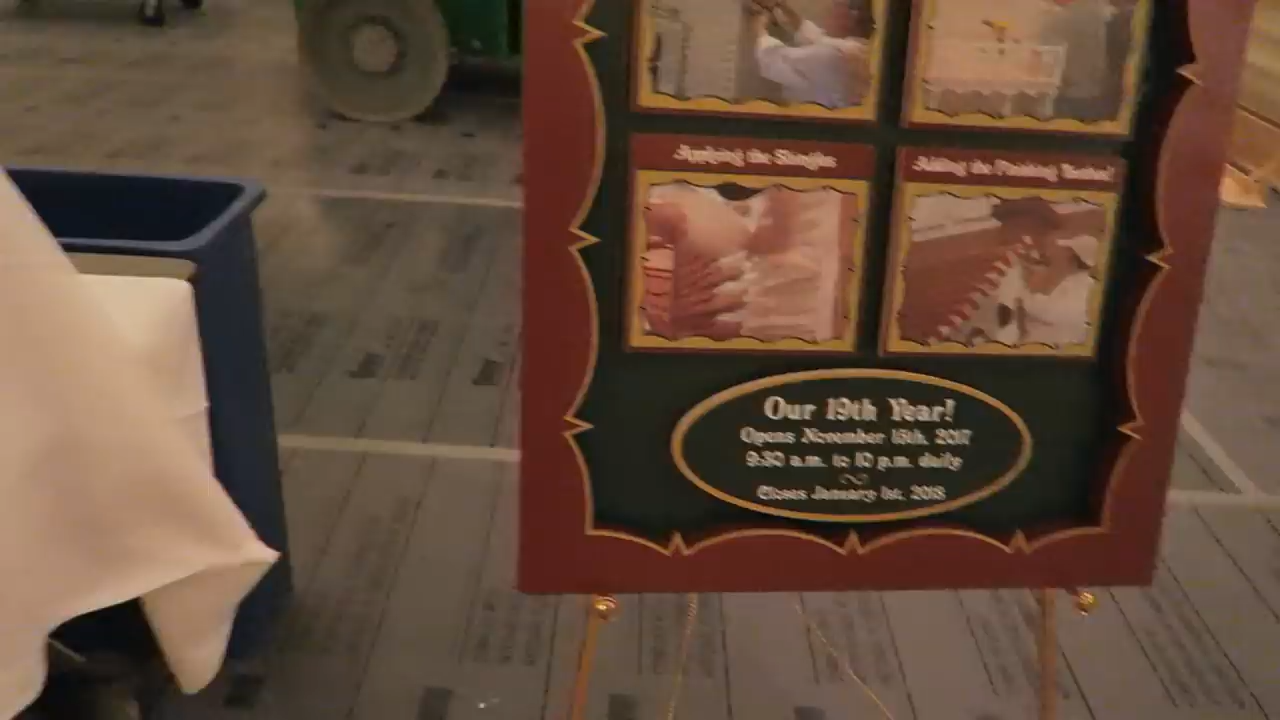 Applying the Shingles
Adding the Finishing Touches!
Our 19th Year!
Opens November 15th, 2017
9:30 a.m. to 10 p.m. daily
Closes January 1st, 2018